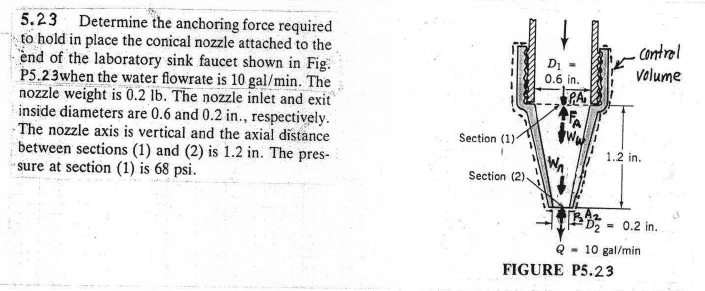 5.23 Determine the anchoring force required
to hold in place the conical nozzle attached to the
end of the laboratory sink faucet shown in Fig.
P5.23when the water flowrate is 10 gal/min. The
nozzle weight is 0.2 lb. The nozzle inlet and exit
inside diameters are 0.6 and 0.2 in., respectively.
The nozzle axis is vertical and the axial distance
between sections (1) and (2) is 1.2 in. The pres-
sure at section (1) is 68 psi.
control
volume
D₁ =
0.6 in.
P₁A₁
F_A
W_w
Section (1)
1.2 in.
Wₙ
Section (2)
P₂A₂
D₂ = 0.2 in.
Q = 10 gal/min
FIGURE P5.23